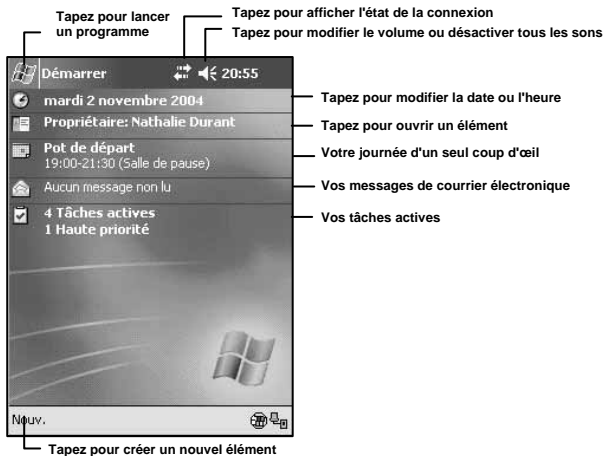 Tapez pour lancer
un programme
Tapez pour afficher l'état de la connexion
Tapez pour modifier le volume ou désactiver tous les sons
Démarrer 20:55
mardi 2 novembre 2004
Tapez pour modifier la date ou l'heure
Propriétaire: Nathalie Durant
Tapez pour ouvrir un élément
Pot de départ
19:00-21:30 (Salle de pause)
Votre journée d'un seul coup d'œil
Aucun message non lu
Vos messages de courrier électronique
4 Tâches actives
1 Haute priorité
Vos tâches actives
Nouv.
Tapez pour créer un nouvel élément